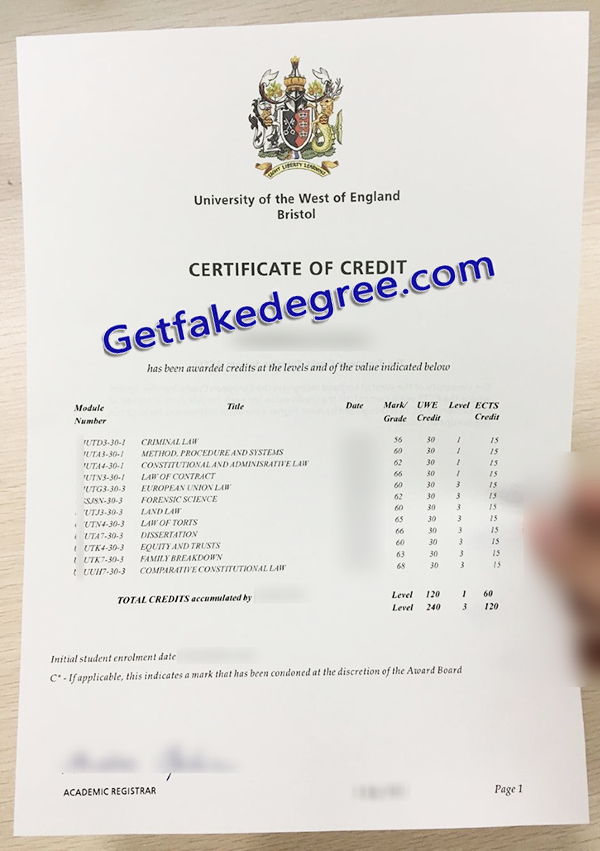 University of the West of England
Bristol
CERTIFICATE OF CREDIT
Getfakedegree.com
has been awarded credits at the levels and of the value indicated below
Module Number Title Date Mark/ Grade UWE Credit Level ECTS Credit
UTD3-30-1 CRIMINAL LAW 56 30 1 15
UTA3-30-1 METHOD, PROCEDURE AND SYSTEMS 60 30 1 15
UTA4-30-1 CONSTITUTIONAL AND ADMINISRATIVE LAW 62 30 1 15
UTN3-30-1 LAW OF CONTRACT 66 30 1 15
UTG3-30-3 EUROPEAN UNION LAW 60 30 3 15
SJ8N-30-3 FORENSIC SCIENCE 62 30 3 15
UTJ3-30-3 LAND LAW 60 30 3 15
UTN4-30-3 LAW OF TORTS 65 30 3 15
UTA7-30-3 DISSERTATION 66 30 3 15
UTK4-30-3 EQUITY AND TRUSTS 60 30 3 15
UTK7-30-3 FAMILY BREAKDOWN 63 30 3 15
UUH7-30-3 COMPARATIVE CONSTITUTIONAL LAW 68 30 3 15
TOTAL CREDITS accumulated by Level 120 1 60
Level 240 3 120
Initial student enrolment date
C* - If applicable, this indicates a mark that has been condoned at the discretion of the Award Board
ACADEMIC REGISTRAR
Page 1